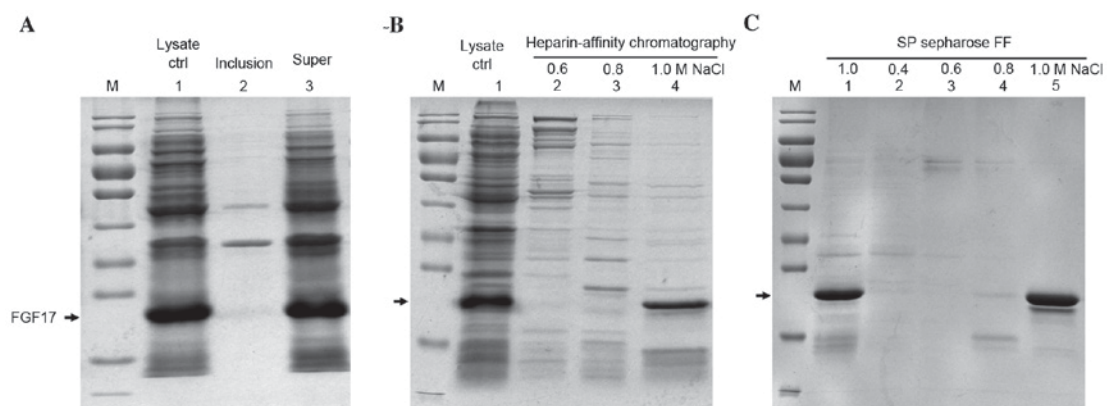 A
Lysate
ctrl
Inclusion
Super
M
1
2
3
FGF17
-B
Lysate
ctrl
Heparin-affinity chromatography
0.6
0.8
1.0 M NaCl
M
1
2
3
4
C
SP sepharose FF
1.0
0.4
0.6
0.8
1.0 M NaCl
M
1
2
3
4
5